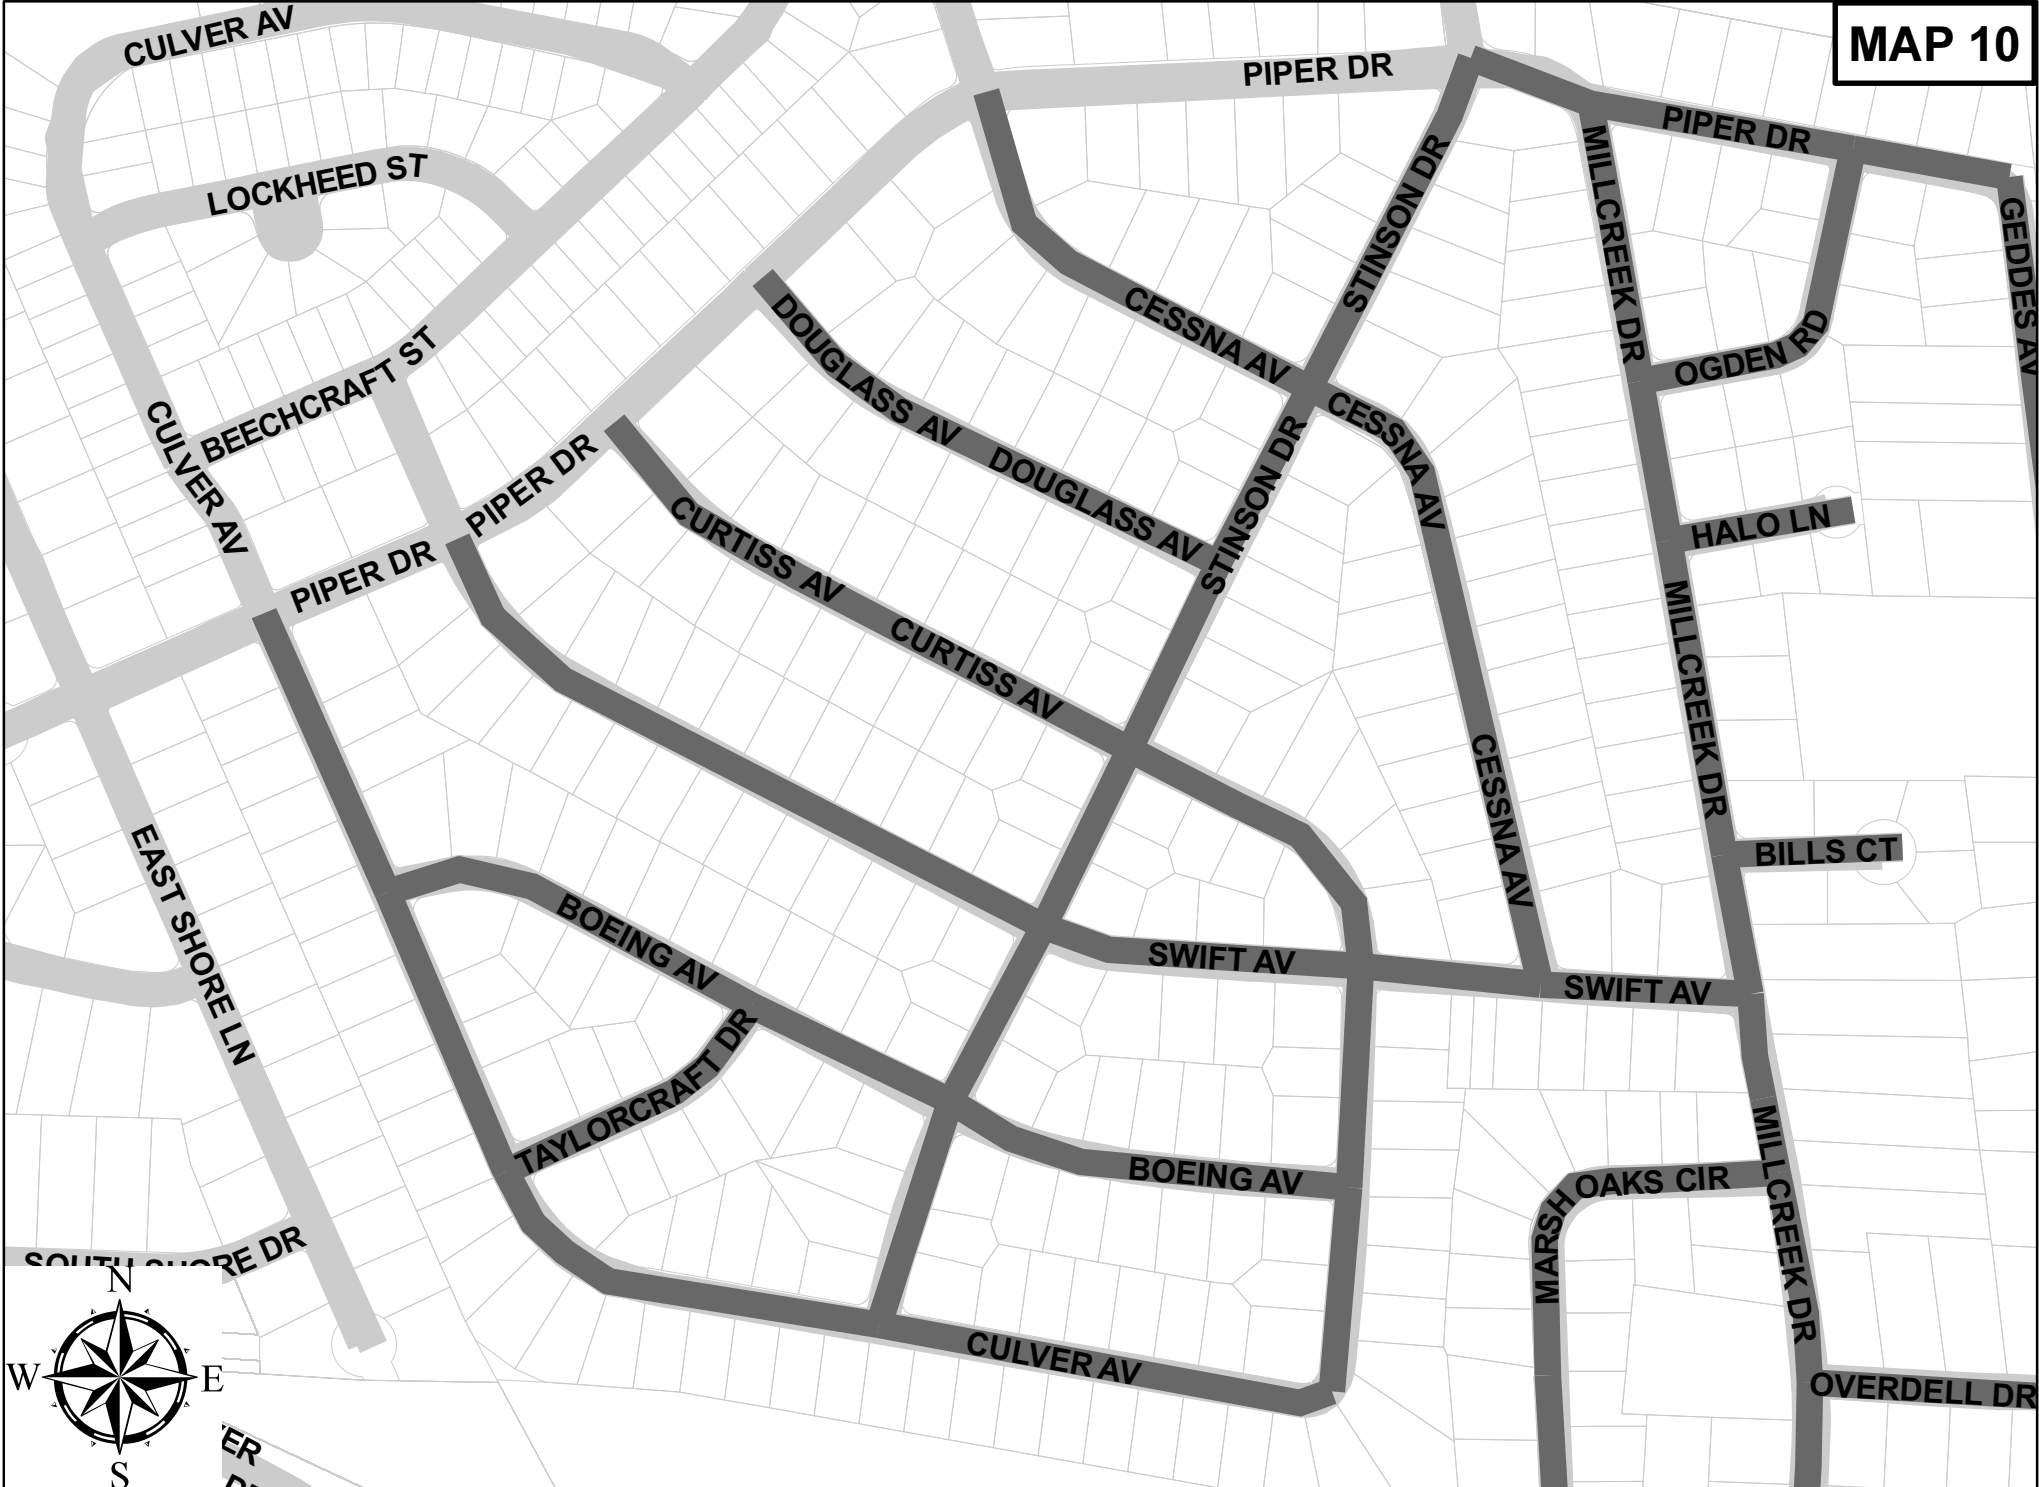 MAP 10
CULVER AV
PIPER DR
PIPER DR
LOCKHEED ST
STINSON DR
MILLCREEK DR
GEDDES AV
CESSNA AV
DOUGLASS AV
OGDEN RD
BEECHCRAFT ST
CULVER AV
PIPER DR
CESSNA AV
DOUGLASS AV
STINSON DR
HALO LN
PIPER DR
CURTISS AV
CURTISS AV
MILLCREEK DR
CESSNA AV
BILLS CT
EAST SHORE LN
BOEING AV
SWIFT AV
SWIFT AV
TAYLORCRAFT DR
BOEING AV
MARSH OAKS CIR
MILLCREEK DR
SOUTH SHORE DR
CULVER AV
OVERDELL DR
N
W
E
S